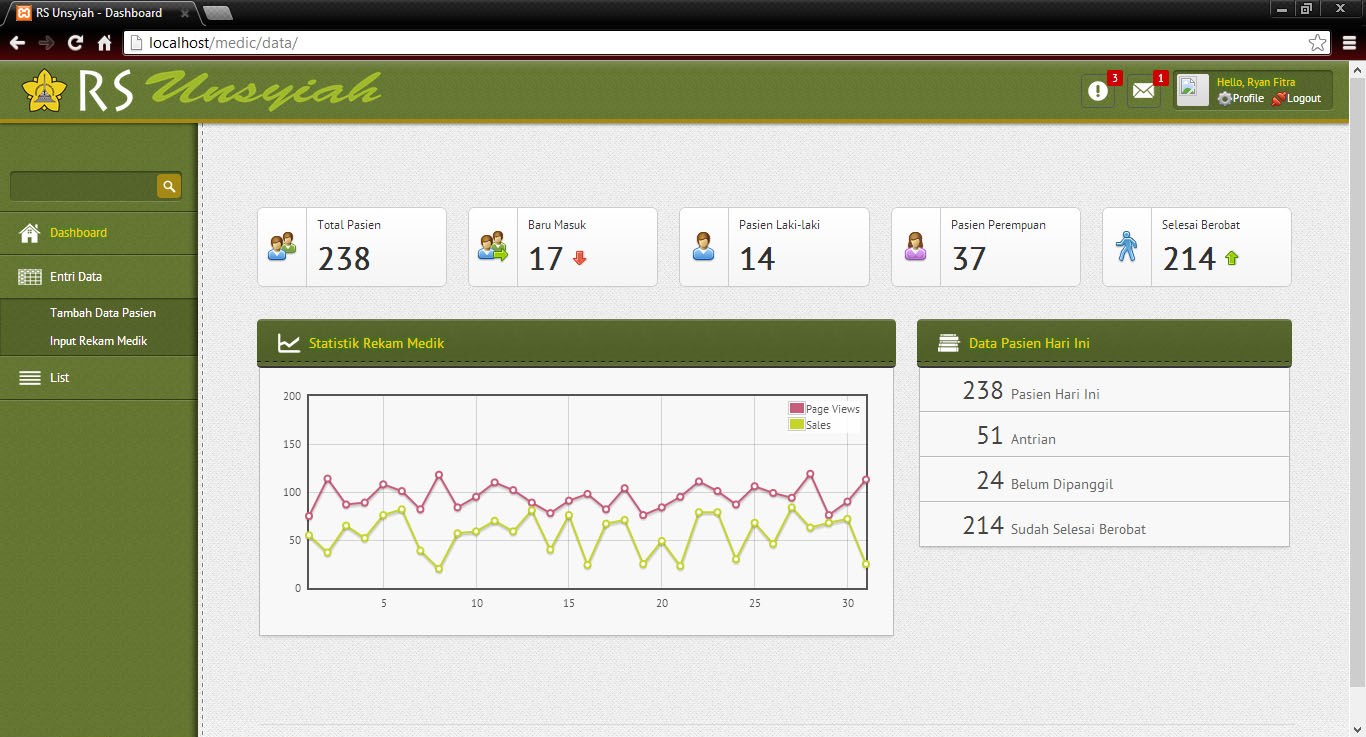 RS Unsyiah - Dashboard
localhost/medic/data/
RS Unsyiah
3
1
Hello, Ryan Fitra
Profile Logout
Dashboard
Entri Data
Tambah Data Pasien
Input Rekam Medik
List
Total Pasien
238
Baru Masuk
17
Pasien Laki-laki
14
Pasien Perempuan
37
Selesai Berobat
214
Statistik Rekam Medik
200
150
100
50
0
5 10 15 20 25 30
Page Views
Sales
Data Pasien Hari Ini
238 Pasien Hari Ini
51 Antrian
24 Belum Dipanggil
214 Sudah Selesai Berobat